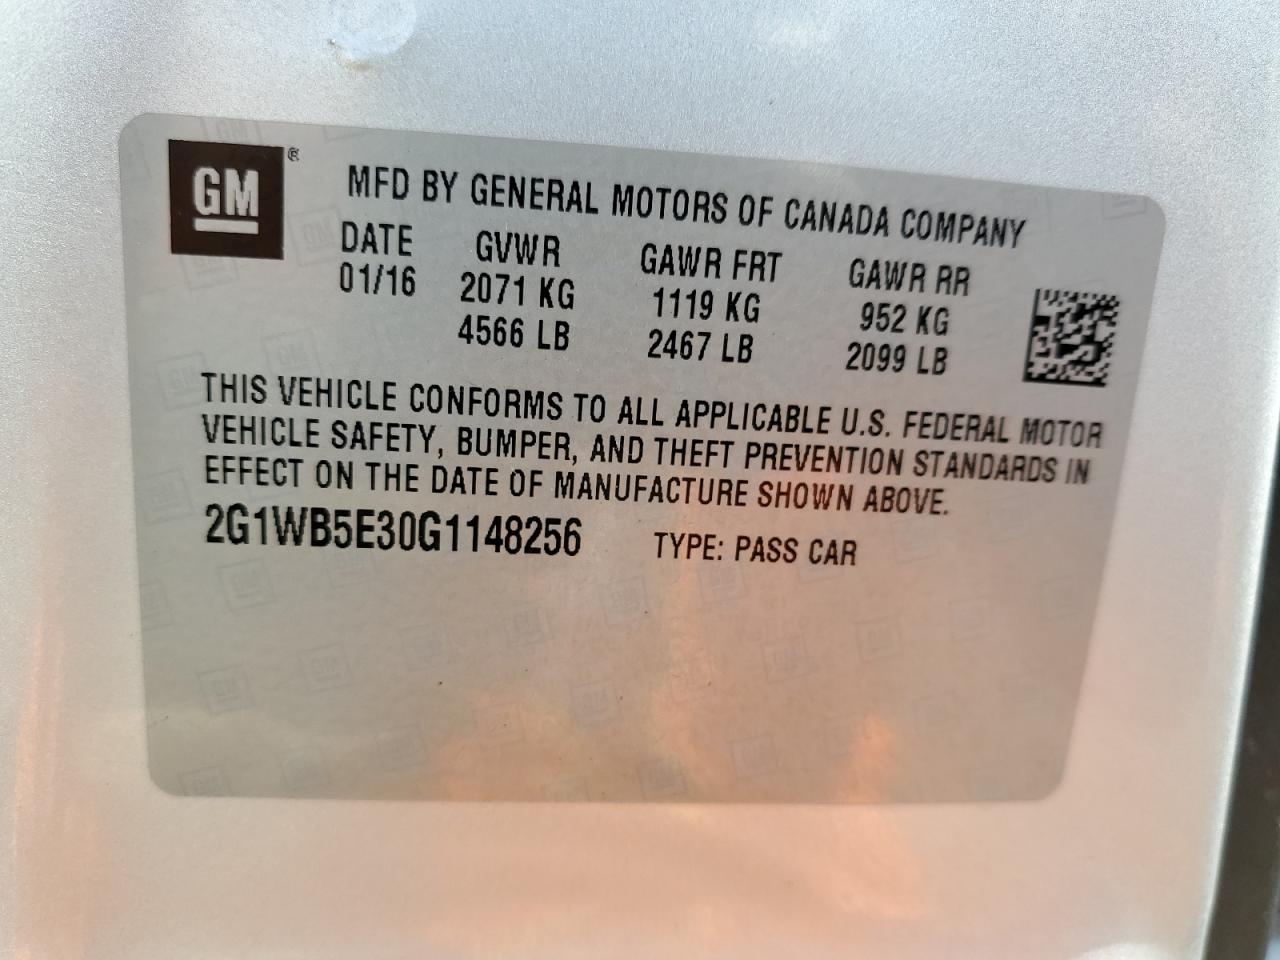 GM®
MFD BY GENERAL MOTORS OF CANADA COMPANY
DATE GVWR GAWR FRT GAWR RR
01/16 2071 KG 1119 KG 952 KG
4566 LB 2467 LB 2099 LB
THIS VEHICLE CONFORMS TO ALL APPLICABLE U.S. FEDERAL MOTOR
VEHICLE SAFETY, BUMPER, AND THEFT PREVENTION STANDARDS IN
EFFECT ON THE DATE OF MANUFACTURE SHOWN ABOVE.
2G1WB5E30G1148256 TYPE: PASS CAR